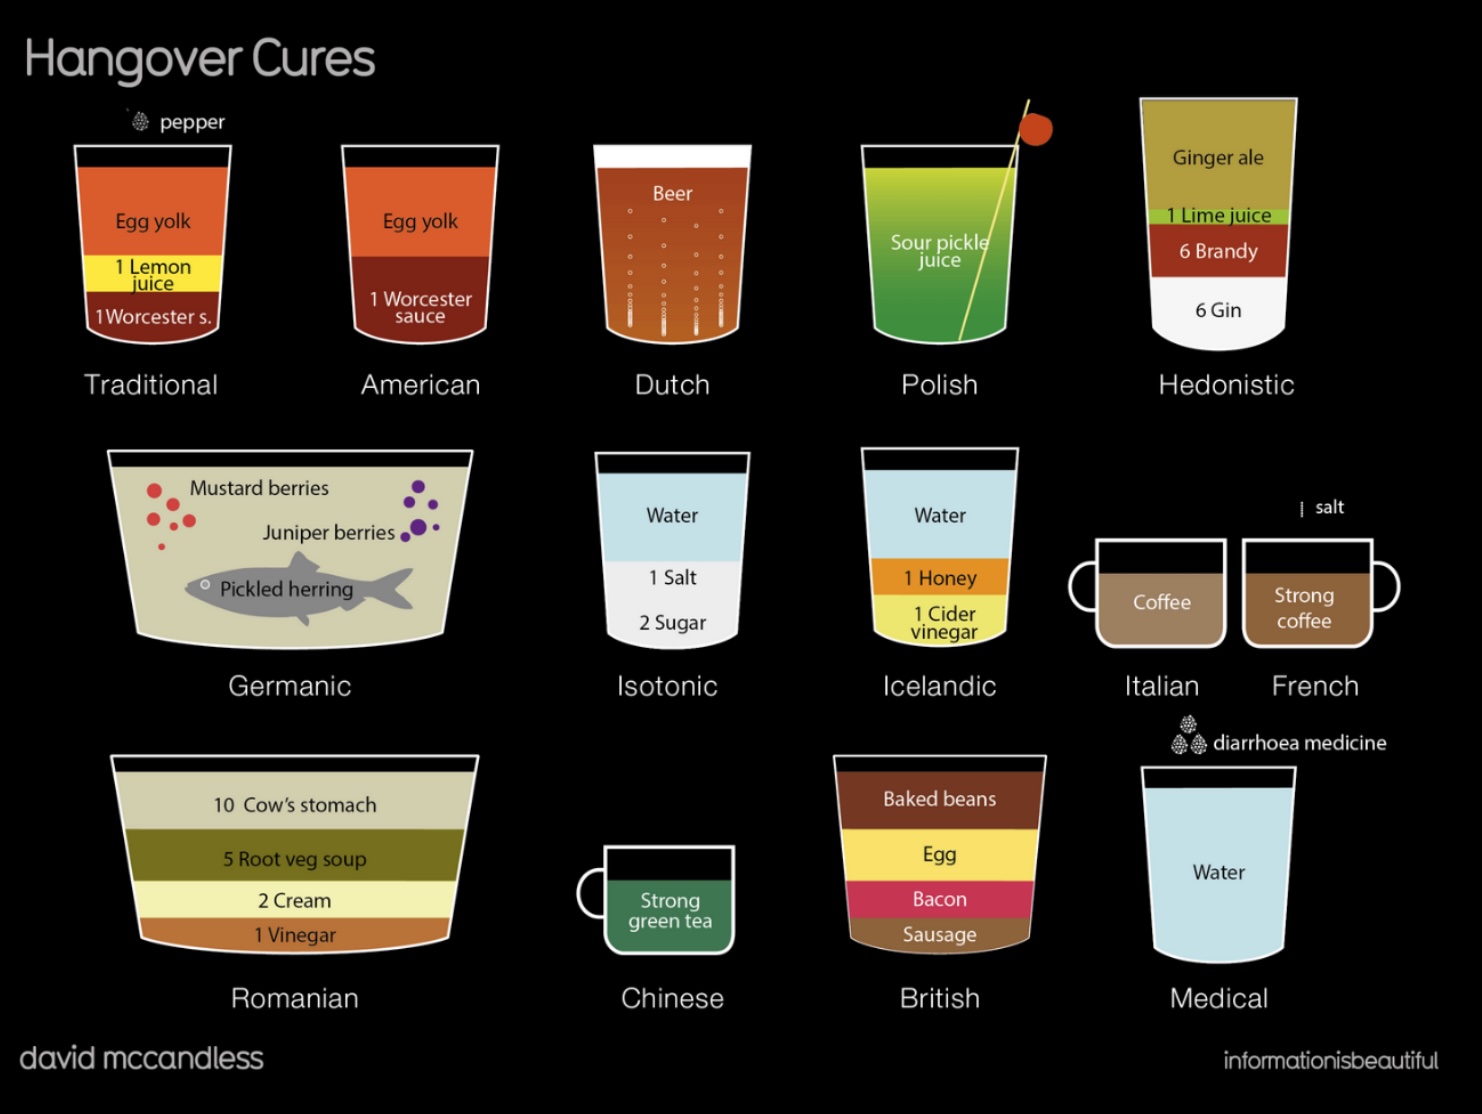 Hangover Cures
pepper
Egg yolk
1 Lemon
juice
1Worcester s.
Traditional
Egg yolk
1 Worcester
sauce
American
Beer
Dutch
Sour pickle
juice
Polish
Ginger ale
1 Lime juice
6 Brandy
6 Gin
Hedonistic
Mustard berries
Juniper berries
Pickled herring
Germanic
Water
1 Salt
2 Sugar
Isotonic
Water
1 Honey
1 Cider
vinegar
Icelandic
Coffee
Italian
salt
Strong
coffee
French
10 Cow's stomach
5 Root veg soup
2 Cream
1 Vinegar
Romanian
Strong
green tea
Chinese
Baked beans
Egg
Bacon
Sausage
British
diarrhoea medicine
Water
Medical
david mccandless
informationisbeautiful